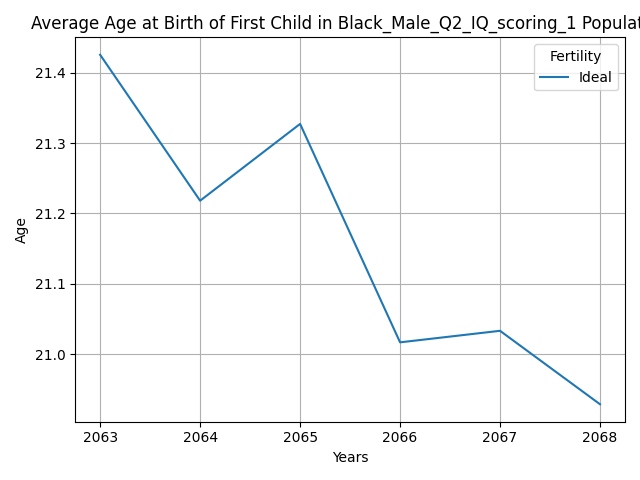 Average Age at Birth of First Child in Black_Male_Q2_IQ_scoring_1 Populat
Fertility
Ideal
21.4
21.3
21.2
21.1
21.0
Age
2063 2064 2065 2066 2067 2068
Years